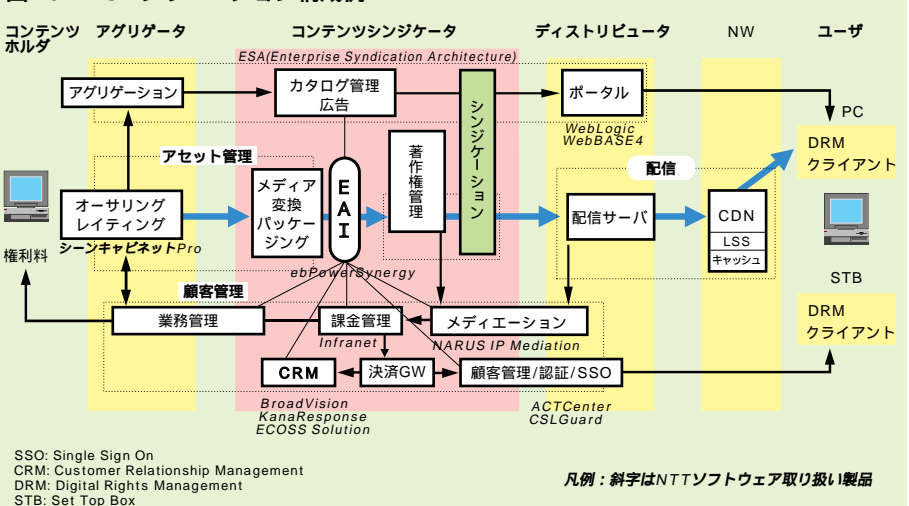 コンテンツ
ホルダ
アグリゲータ
コンテンツシンジケータ
ディストリビュータ
NW
ユーザ
ESA(Enterprise Syndication Architecture)
アグリゲーション
カタログ管理
広告
シンジケーション
ポータル
WebLogic
WebBASE4
PC
DRM
クライアント
アセット管理
著作権管理
配信
オーサリング
レイティング
メディア
変換
パッケー
ジング
EAI
配信サーバ
CDN
LSS
キャッシュ
シーンキャビネットPro
権利料
ebPowerSynergy
STB
顧客管理
業務管理
課金管理
メディエーション
DRM
クライアント
Infranet
NARUS IP Mediation
CRM
決済GW
顧客管理/認証/SSO
BroadVision
KanaResponse
ECOSS Solution
ACTCenter
CSLGuard
SSO: Single Sign On
CRM: Customer Relationship Management
DRM: Digital Rights Management
STB: Set Top Box
凡例：斜字はNTTソフトウェア取り扱い製品